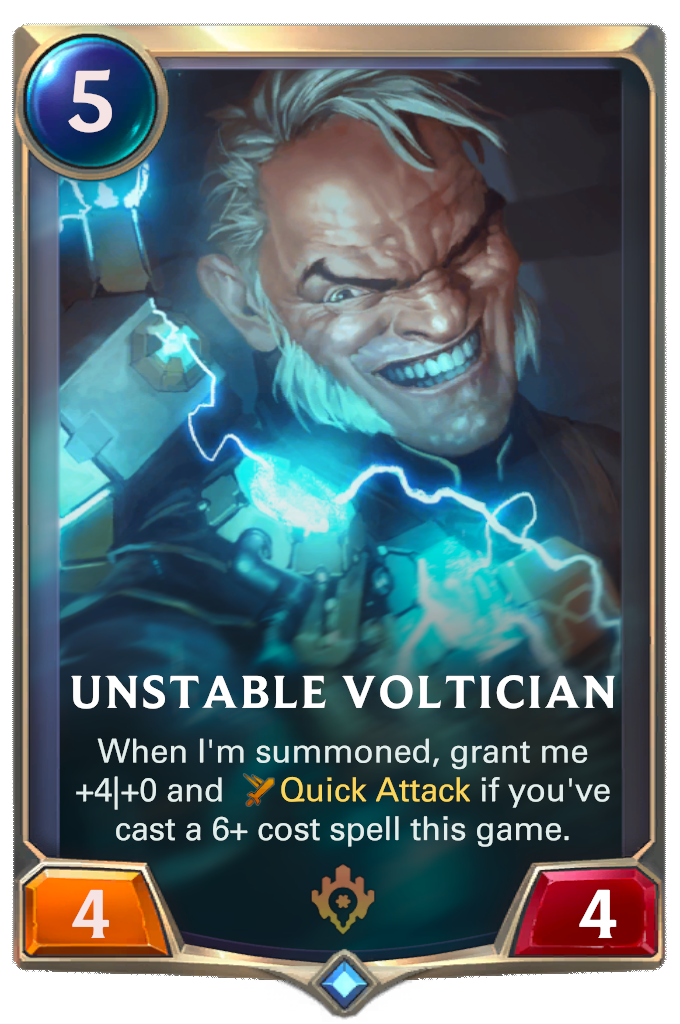 5
UNSTABLE VOLTICIAN
When I'm summoned, grant me
+4|+0 and Quick Attack if you've
cast a 6+ cost spell this game.
4 4